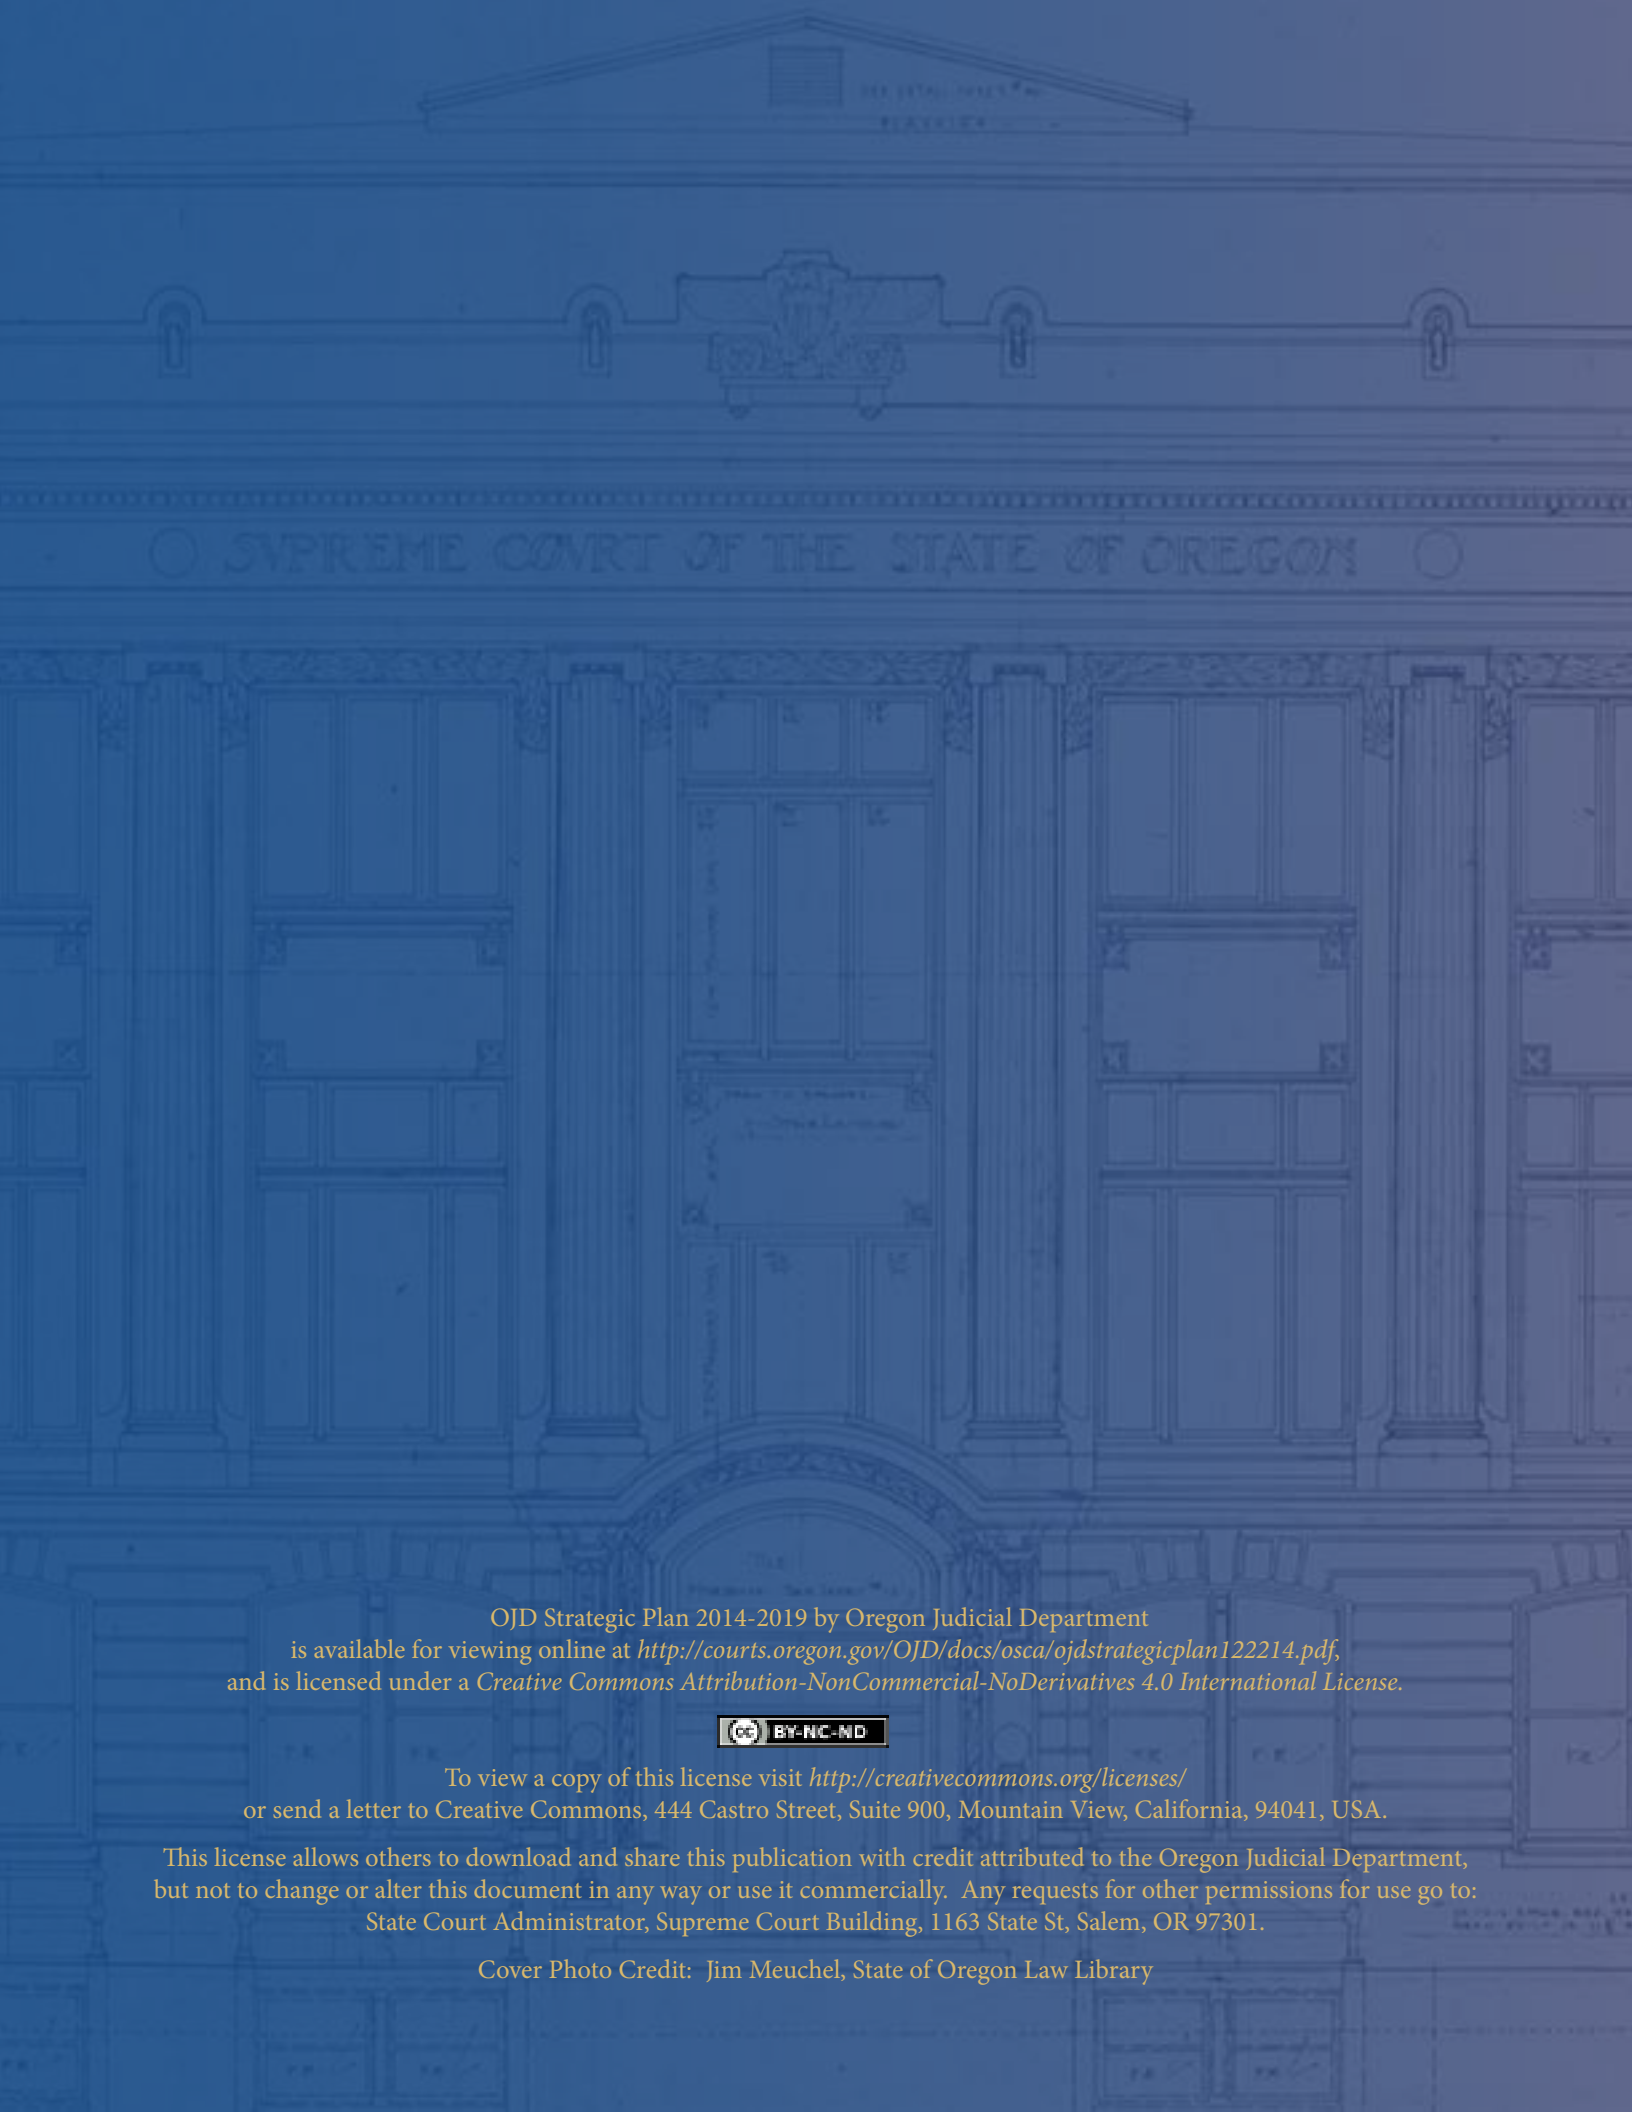 SVPREME COVRT OF THE STATE OF OREGON
OJD Strategic Plan 2014-2019 by Oregon Judicial Department
is available for viewing online at http://courts.oregon.gov/OJD/docs/osca/ojdstrategicplan122214.pdf,
and is licensed under a Creative Commons Attribution-NonCommercial-NoDerivatives 4.0 International License.
cc BY-NC-ND
To view a copy of this license visit http://creativecommons.org/licenses/
or send a letter to Creative Commons, 444 Castro Street, Suite 900, Mountain View, California, 94041, USA.
This license allows others to download and share this publication with credit attributed to the Oregon Judicial Department,
but not to change or alter this document in any way or use it commercially.  Any requests for other permissions for use go to:
State Court Administrator, Supreme Court Building, 1163 State St, Salem, OR 97301.
Cover Photo Credit:  Jim Meuchel, State of Oregon Law Library